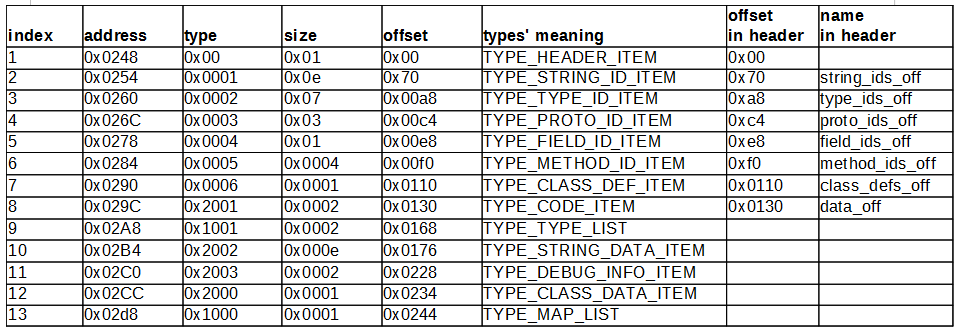 index address type size offset types' meaning offset in header name in header
1 0x0248 0x00 0x01 0x00 TYPE_HEADER_ITEM 0x00
2 0x0254 0x0001 0x0e 0x70 TYPE_STRING_ID_ITEM 0x70 string_ids_off
3 0x0260 0x0002 0x07 0x00a8 TYPE_TYPE_ID_ITEM 0xa8 type_ids_off
4 0x026C 0x0003 0x03 0x00c4 TYPE_PROTO_ID_ITEM 0xc4 proto_ids_off
5 0x0278 0x0004 0x01 0x00e8 TYPE_FIELD_ID_ITEM 0xe8 field_ids_off
6 0x0284 0x0005 0x0004 0x00f0 TYPE_METHOD_ID_ITEM 0xf0 method_ids_off
7 0x0290 0x0006 0x0001 0x0110 TYPE_CLASS_DEF_ITEM 0x0110 class_defs_off
8 0x029C 0x2001 0x0002 0x0130 TYPE_CODE_ITEM 0x0130 data_off
9 0x02A8 0x1001 0x0002 0x0168 TYPE_TYPE_LIST
10 0x02B4 0x2002 0x000e 0x0176 TYPE_STRING_DATA_ITEM
11 0x02C0 0x2003 0x0002 0x0228 TYPE_DEBUG_INFO_ITEM
12 0x02CC 0x2000 0x0001 0x0234 TYPE_CLASS_DATA_ITEM
13 0x02d8 0x1000 0x0001 0x0244 TYPE_MAP_LIST